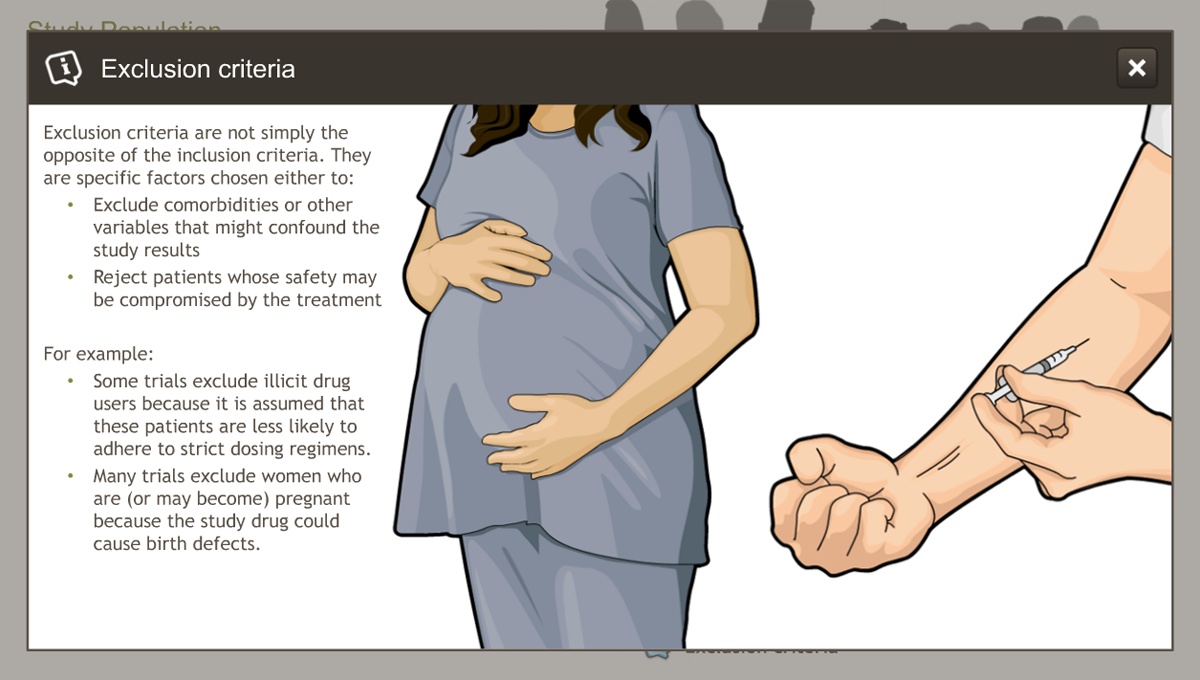 Study Population
Exclusion criteria
Exclusion criteria are not simply the
opposite of the inclusion criteria. They
are specific factors chosen either to:
• Exclude comorbidities or other
variables that might confound the
study results
• Reject patients whose safety may
be compromised by the treatment
For example:
• Some trials exclude illicit drug
users because it is assumed that
these patients are less likely to
adhere to strict dosing regimens.
• Many trials exclude women who
are (or may become) pregnant
because the study drug could
cause birth defects.
Exclusion criteria